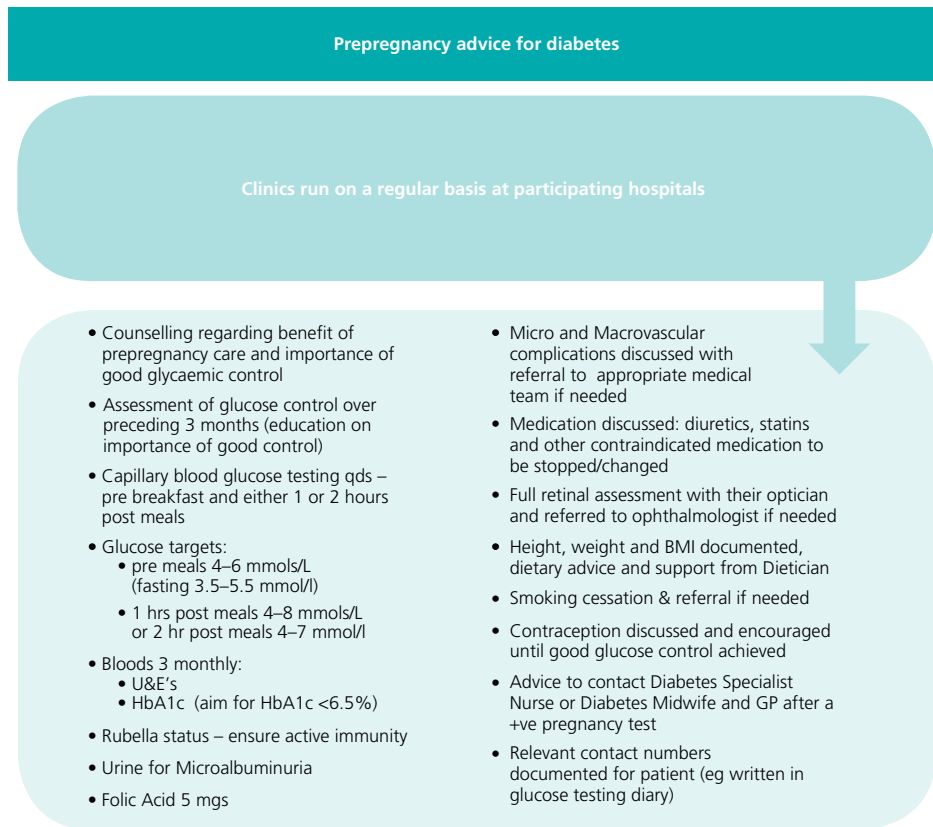 Prepregnancy advice for diabetes
Clinics run on a regular basis at participating hospitals
• Counselling regarding benefit of
prepregnancy care and importance of
good glycaemic control
• Assessment of glucose control over
preceding 3 months (education on
importance of good control)
• Capillary blood glucose testing qds –
pre breakfast and either 1 or 2 hours
post meals
• Glucose targets:
• pre meals 4–6 mmols/L
(fasting 3.5–5.5 mmol/l)
• 1 hrs post meals 4–8 mmols/L
or 2 hr post meals 4–7 mmol/l
• Bloods 3 monthly:
• U&E's
• HbA1c (aim for HbA1c <6.5%)
• Rubella status – ensure active immunity
• Urine for Microalbuminuria
• Folic Acid 5 mgs
• Micro and Macrovascular
complications discussed with
referral to appropriate medical
team if needed
• Medication discussed: diuretics, statins
and other contraindicated medication to
be stopped/changed
• Full retinal assessment with their optician
and referred to ophthalmologist if needed
• Height, weight and BMI documented,
dietary advice and support from Dietician
• Smoking cessation & referral if needed
• Contraception discussed and encouraged
until good glucose control achieved
• Advice to contact Diabetes Specialist
Nurse or Diabetes Midwife and GP after a
+ve pregnancy test
• Relevant contact numbers
documented for patient (eg written in
glucose testing diary)